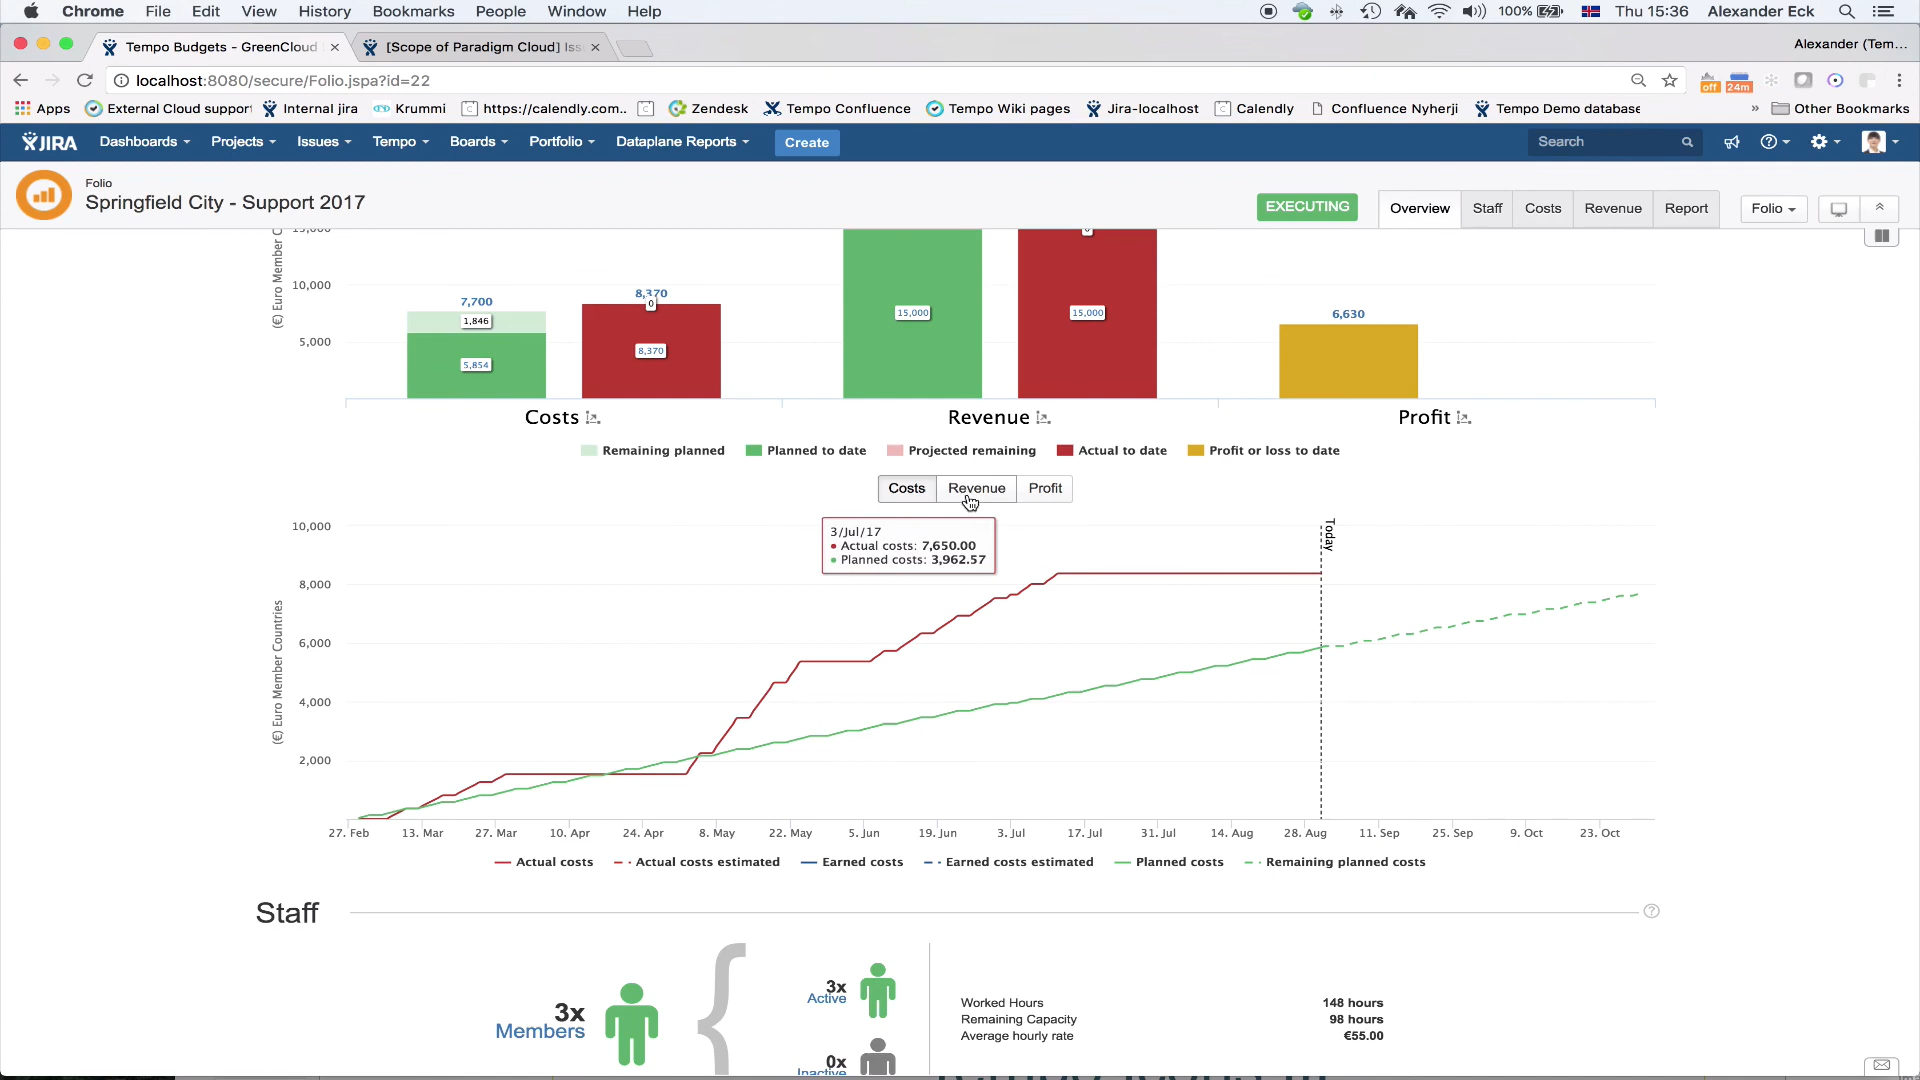 Chrome File Edit View History Bookmarks People Window Help 100% Thu 15:36 Alexander Eck
Tempo Budgets - GreenCloud [Scope of Paradigm Cloud] Iss Alexander (Tem...
localhost:8080/secure/Folio.jspa?id=22 off 24m
Apps External Cloud support Internal jira Krummi https://calendly.com.. Zendesk Tempo Confluence Tempo Wiki pages Jira-localhost Calendly Confluence Nyherji Tempo Demo database » Other Bookmarks
JIRA Dashboards Projects Issues Tempo Boards Portfolio Dataplane Reports Create Search
Folio
Springfield City - Support 2017 EXECUTING Overview Staff Costs Revenue Report Folio
15,000
10,000
5,000
(€) Euro Member C
7,700
1,846
5,854
8,370
0
8,370
15,000
0
15,000
6,630
Costs Revenue Profit
Remaining planned Planned to date Projected remaining Actual to date Profit or loss to date
Costs Revenue Profit
3/Jul/17
Actual costs: 7,650.00
Planned costs: 3,962.57
Today
10,000
8,000
6,000
4,000
2,000
(€) Euro Member Countries
27. Feb 13. Mar 27. Mar 10. Apr 24. Apr 8. May 22. May 5. Jun 19. Jun 3. Jul 17. Jul 31. Jul 14. Aug 28. Aug 11. Sep 25. Sep 9. Oct 23. Oct
Actual costs Actual costs estimated Earned costs Earned costs estimated Planned costs Remaining planned costs
Staff
3x
Members
3x
Active
0x
Inactive
Worked Hours 148 hours
Remaining Capacity 98 hours
Average hourly rate €55.00